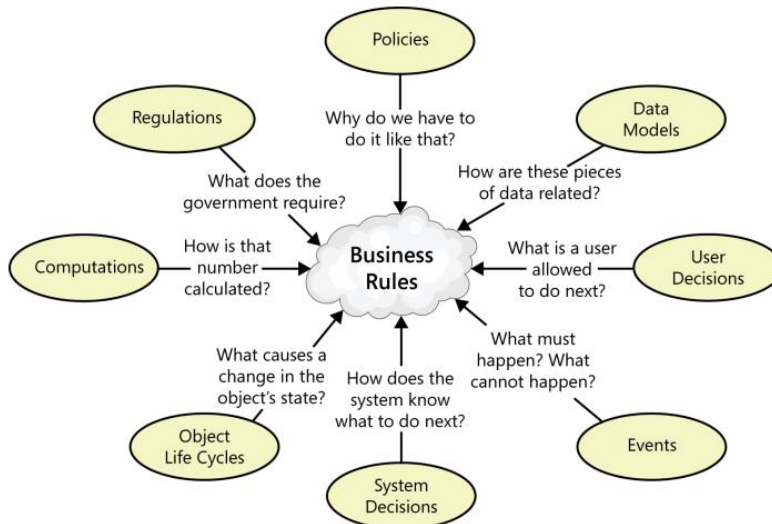 Policies
Regulations
Data
Models
Why do we have to
do it like that?
What does the
government require?
How are these pieces
of data related?
Computations
How is that
number
calculated?
Business
Rules
What is a user
allowed
to do next?
User
Decisions
What causes a
change in the
object's state?
How does the
system know
what to do next?
What must
happen? What
cannot happen?
Object
Life Cycles
System
Decisions
Events